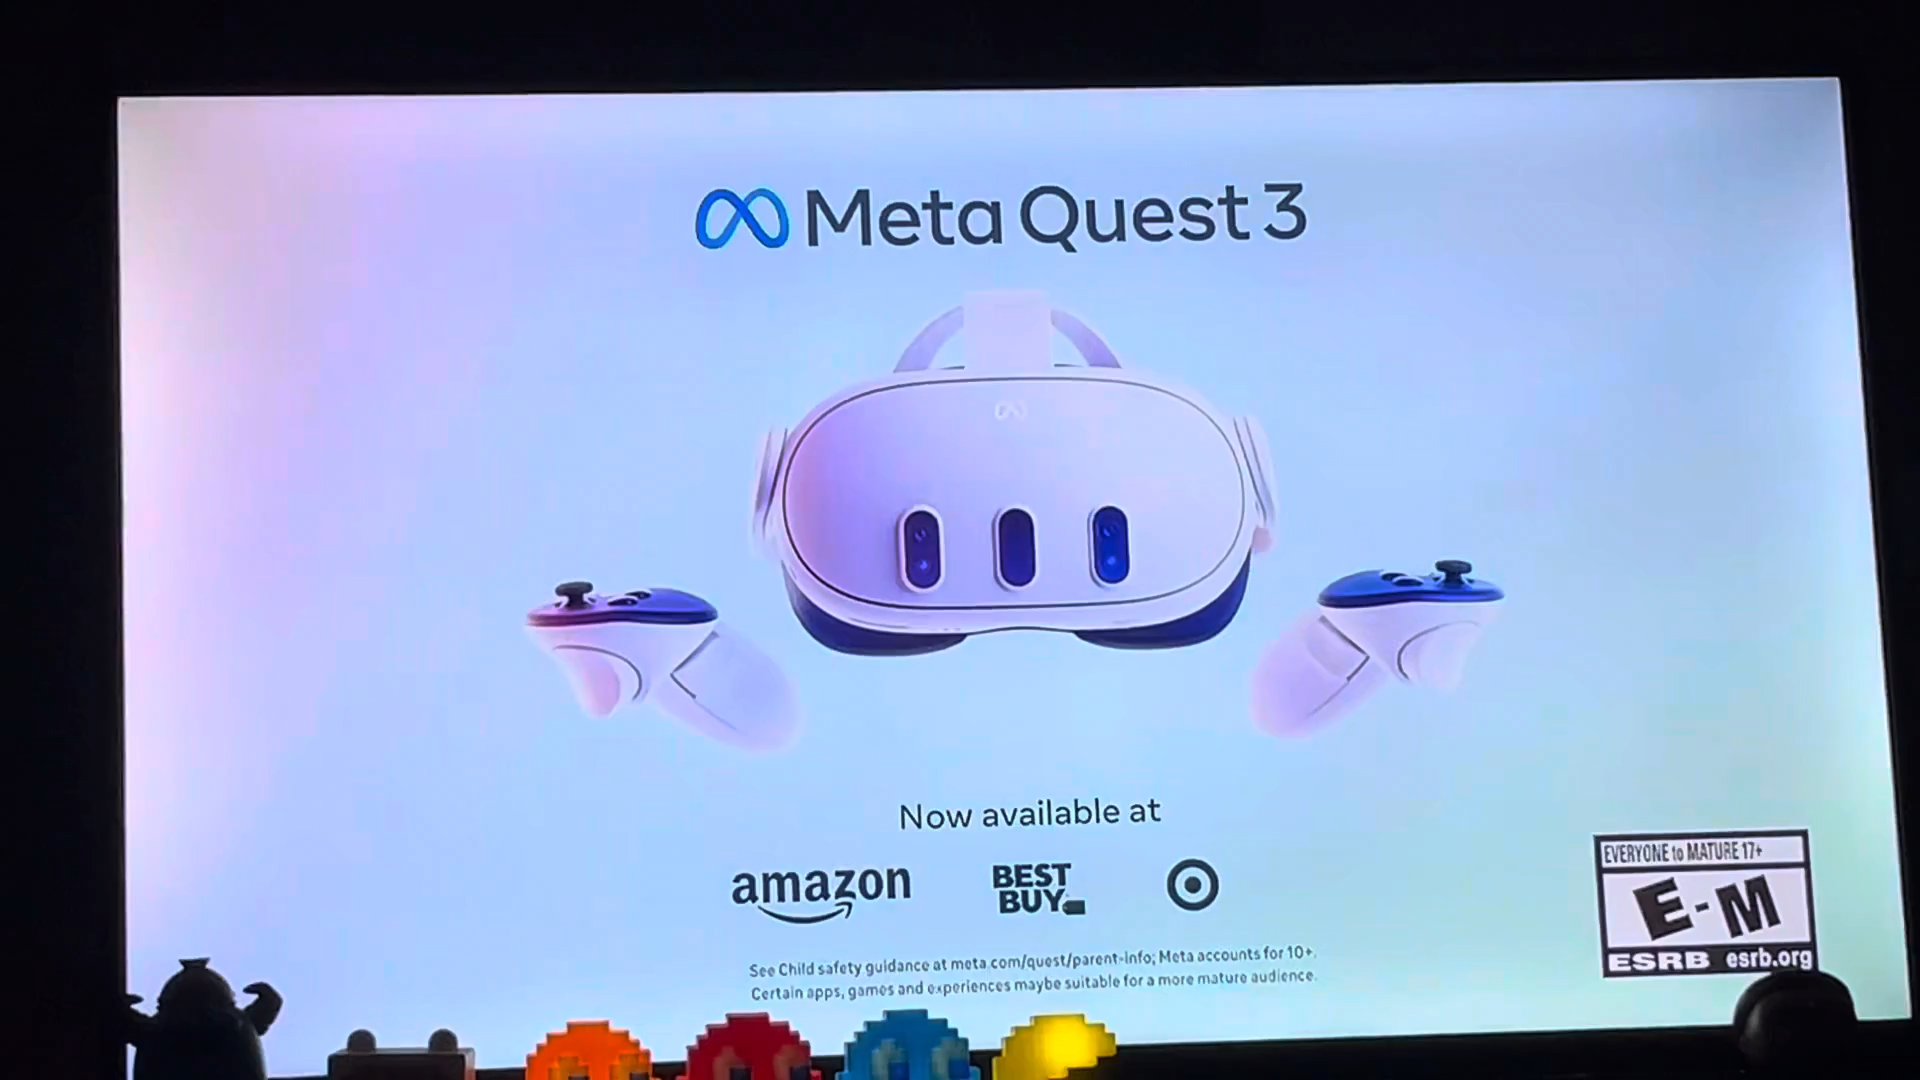 Meta Quest 3
Now available at
amazon
BEST
BUY
See Child safety guidance at meta.com/quest/parent-info; Meta accounts for 10+.
Certain apps, games and experiences maybe suitable for a more mature audience.
EVERYONE to MATURE 17+
E-M
ESRB esrb.org